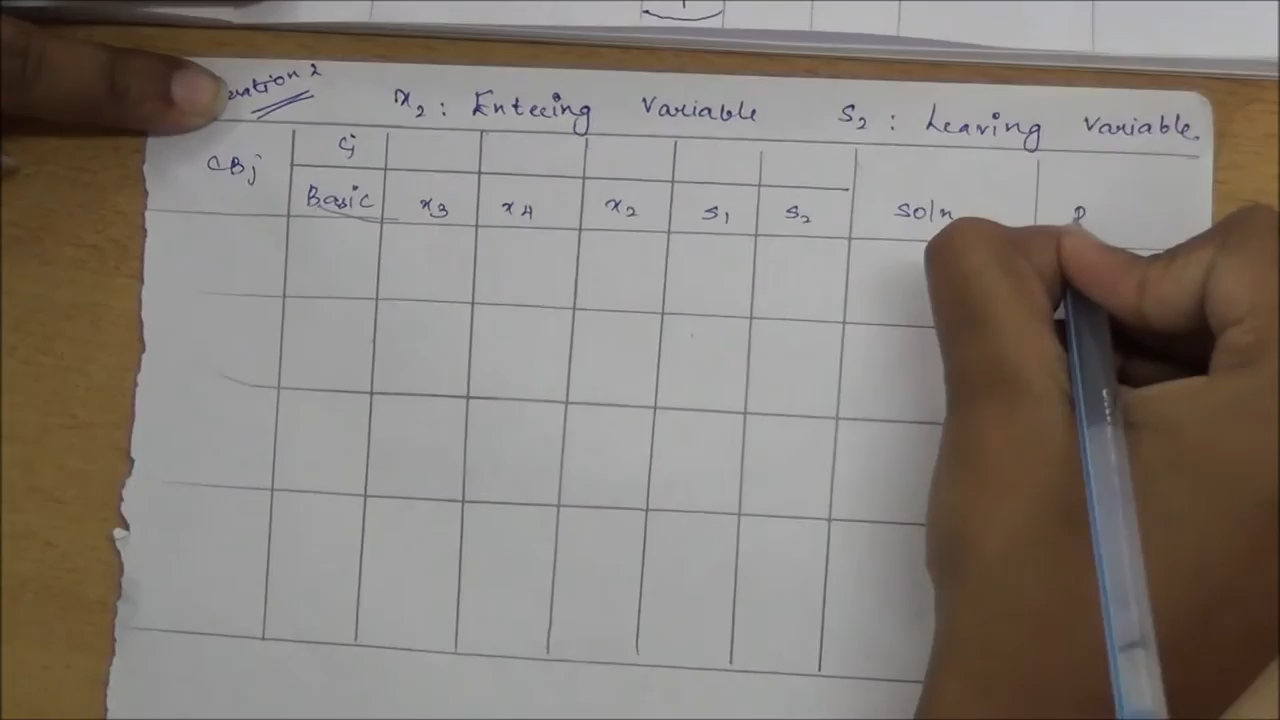 x₂ : Entering Variable S₂ : Leaving Variable
CBj Cj
Basic x₃ x₄ x₂ S₁ S₂ Soln